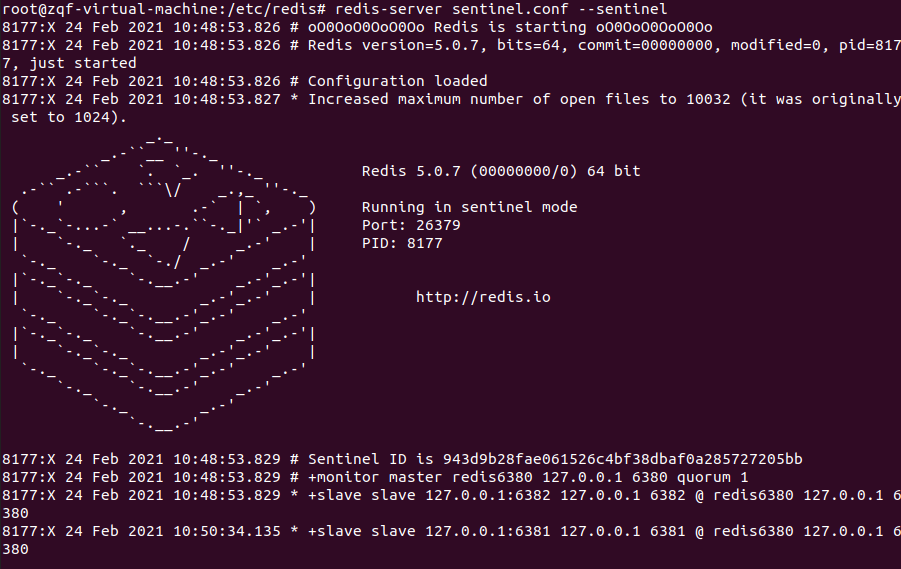 root@zqf-virtual-machine:/etc/redis# redis-server sentinel.conf --sentinel
8177:X 24 Feb 2021 10:48:53.826 # oO0OoO0OoO0Oo Redis is starting oO0OoO0OoO0Oo
8177:X 24 Feb 2021 10:48:53.826 # Redis version=5.0.7, bits=64, commit=00000000, modified=0, pid=817
7, just started
8177:X 24 Feb 2021 10:48:53.826 # Configuration loaded
8177:X 24 Feb 2021 10:48:53.827 * Increased maximum number of open files to 10032 (it was originally
 set to 1024).
Redis 5.0.7 (00000000/0) 64 bit
Running in sentinel mode
Port: 26379
PID: 8177
http://redis.io
8177:X 24 Feb 2021 10:48:53.829 # Sentinel ID is 943d9b28fae061526c4bf38dbaf0a285727205bb
8177:X 24 Feb 2021 10:48:53.829 # +monitor master redis6380 127.0.0.1 6380 quorum 1
8177:X 24 Feb 2021 10:48:53.829 * +slave slave 127.0.0.1:6382 127.0.0.1 6382 @ redis6380 127.0.0.1 6
380
8177:X 24 Feb 2021 10:50:34.135 * +slave slave 127.0.0.1:6381 127.0.0.1 6381 @ redis6380 127.0.0.1 6
380